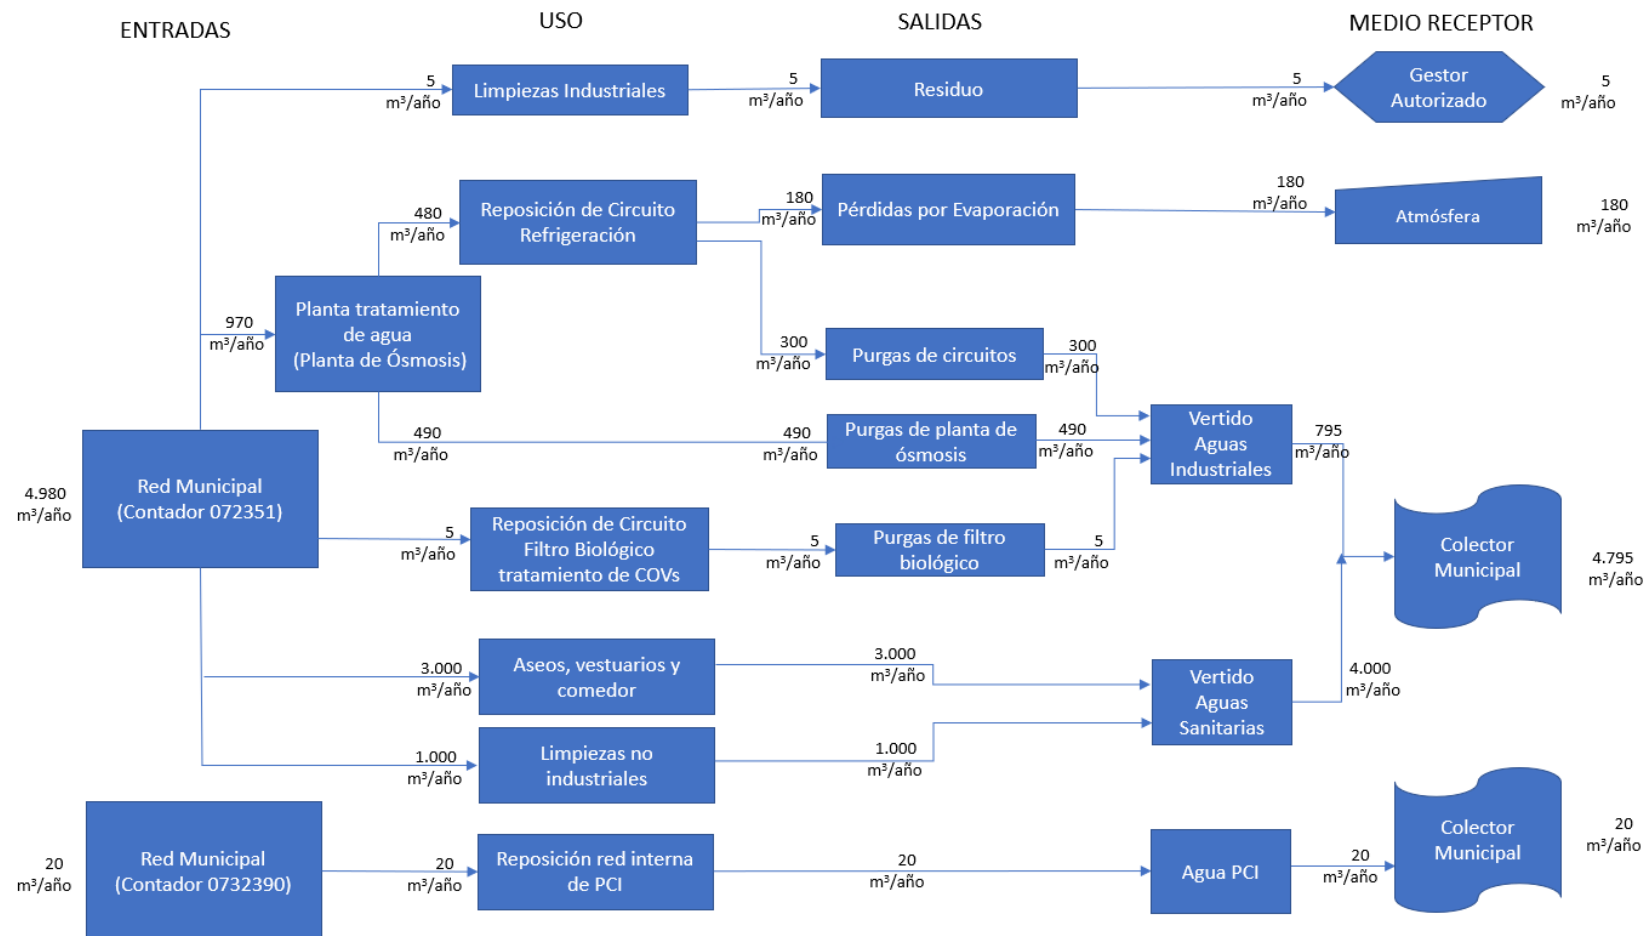 ENTRADAS
USO
SALIDAS
MEDIO RECEPTOR
5
m³/año
Limpiezas Industriales
5
m³/año
Residuo
5
m³/año
Gestor
Autorizado
5
m³/año
480
m³/año
Reposición de Circuito
Refrigeración
180
m³/año
Pérdidas por Evaporación
180
m³/año
Atmósfera
180
m³/año
970
m³/año
Planta tratamiento
de agua
(Planta de Ósmosis)
300
m³/año
Purgas de circuitos
300
m³/año
490
m³/año
490
m³/año
Purgas de planta de
ósmosis
490
m³/año
Vertido
Aguas
Industriales
795
m³/año
4.980
m³/año
Red Municipal
(Contador 072351)
5
m³/año
Reposición de Circuito
Filtro Biológico
tratamiento de COVs
5
m³/año
Purgas de filtro
biológico
5
m³/año
Colector
Municipal
4.795
m³/año
3.000
m³/año
Aseos, vestuarios y
comedor
3.000
m³/año
Vertido
Aguas
Sanitarias
4.000
m³/año
1.000
m³/año
Limpiezas no
industriales
1.000
m³/año
20
m³/año
Red Municipal
(Contador 0732390)
20
m³/año
Reposición red interna
de PCI
20
m³/año
Agua PCI
20
m³/año
Colector
Municipal
20
m³/año